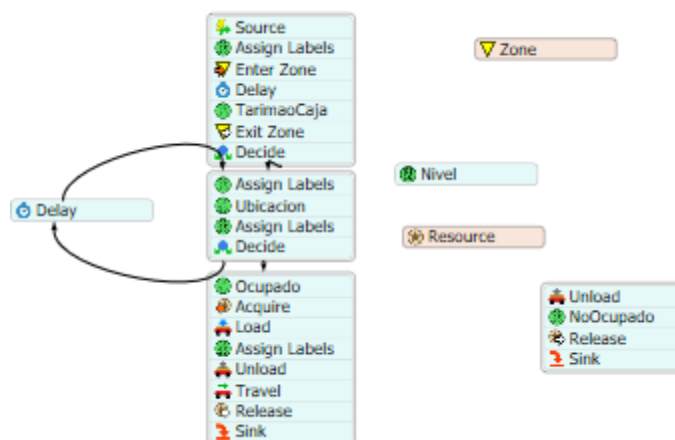 Source
Assign Labels
Enter Zone
Delay
TarimaoCaja
Exit Zone
Decide
Zone
Delay
Assign Labels
Ubicacion
Assign Labels
Decide
Nivel
Resource
Ocupado
Acquire
Load
Assign Labels
Unload
Travel
Release
Sink
Unload
NoOcupado
Release
Sink